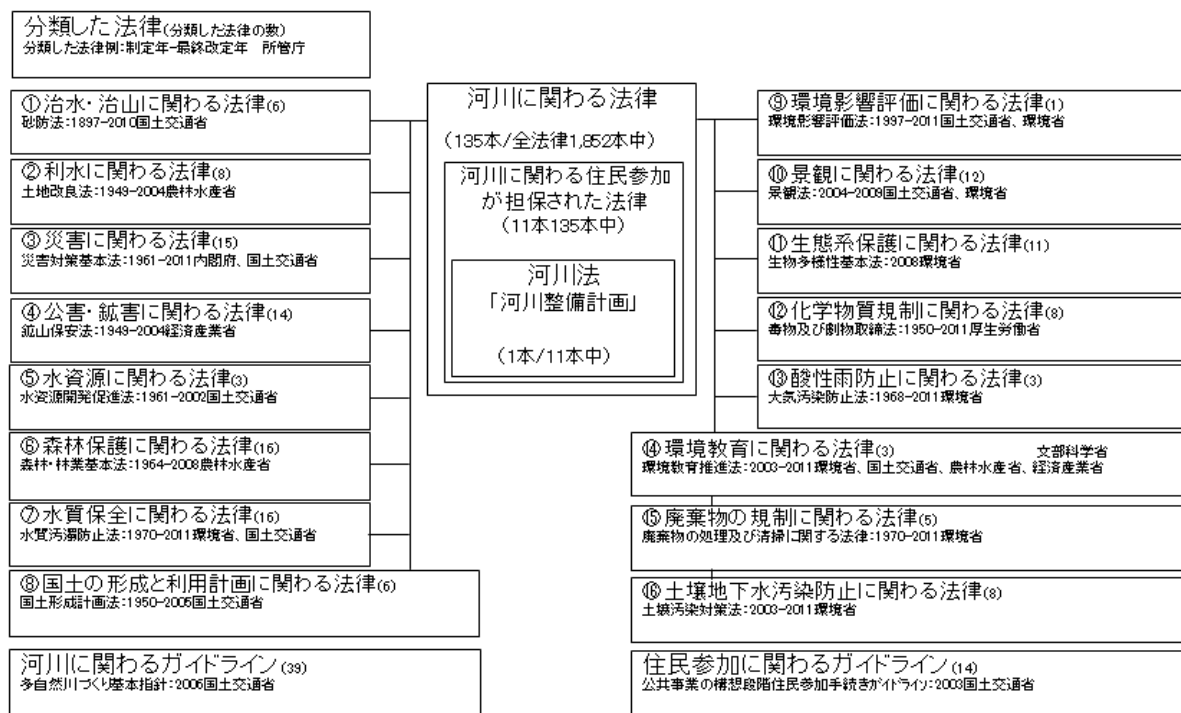 分類した法律(分類した法律の数)
分類した法律例:制定年-最終改定年 所管庁
①治水・治山に関わる法律(6)
砂防法:1897-2010国土交通省
②利水に関わる法律(8)
土地改良法:1949-2004農林水産省
③災害に関わる法律(15)
災害対策基本法:1961-2011内閣府、国土交通省
④公害・鉱害に関わる法律(14)
鉱山保安法:1949-2004経済産業省
⑤水資源に関わる法律(3)
水資源開発促進法:1961-2002国土交通省
⑥森林保護に関わる法律(16)
森林・林業基本法:1964-2008農林水産省
⑦水質保全に関わる法律(16)
水質汚濁防止法:1970-2011環境省、国土交通省
⑧国土の形成と利用計画に関わる法律(6)
国土形成計画法:1950-2005国土交通省
河川に関わるガイドライン(39)
多自然川づくり基本指針:2006国土交通省
河川に関わる法律
(135本/全法律1,852本中)
河川に関わる住民参加
が担保された法律
(11本135本中)
河川法
「河川整備計画」
(1本/11本中)
⑨環境影響評価に関わる法律(1)
環境影響評価法:1997-2011国土交通省、環境省
⑩景観に関わる法律(12)
景観法:2004-2009国土交通省、環境省
⑪生態系保護に関わる法律(11)
生物多様性基本法:2008環境省
⑫化学物質規制に関わる法律(8)
毒物及び劇物取締法:1950-2011厚生労働省
⑬酸性雨防止に関わる法律(3)
大気汚染防止法:1968-2011環境省
⑭環境教育に関わる法律(3) 文部科学省
環境教育推進法:2003-2011環境省、国土交通省、農林水産省、経済産業省
⑮廃棄物の規制に関わる法律(5)
廃棄物の処理及び清掃に関する法律:1970-2011環境省
⑯土壌地下水汚染防止に関わる法律(8)
土壌汚染対策法:2003-2011環境省
住民参加に関わるガイドライン(14)
公共事業の構想段階住民参加手続きガイドライン:2003国土交通省